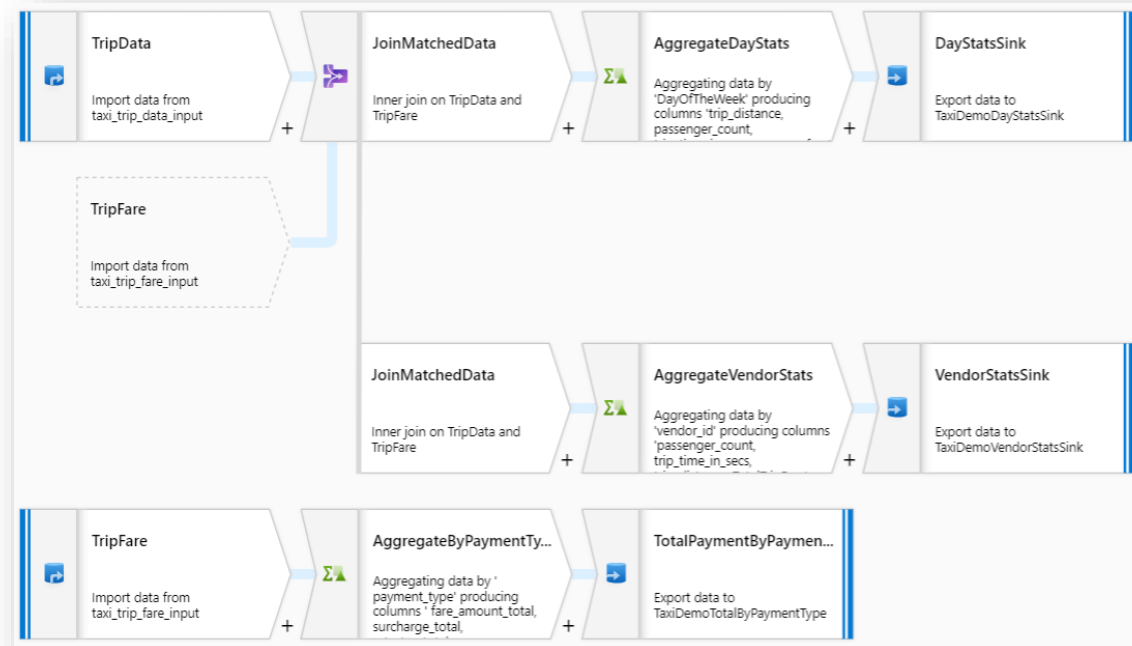 TripData
Import data from
taxi_trip_data_input
+
JoinMatchedData
Inner join on TripData and
TripFare
+
AggregateDayStats
Aggregating data by
'DayOfTheWeek' producing
columns 'trip_distance,
passenger_count,
+
DayStatsSink
Export data to
TaxiDemoDayStatsSink
TripFare
Import data from
taxi_trip_fare_input
JoinMatchedData
Inner join on TripData and
TripFare
+
AggregateVendorStats
Aggregating data by
'vendor_id' producing columns
'passenger_count,
trip_time_in_secs,
+
VendorStatsSink
Export data to
TaxiDemoVendorStatsSink
TripFare
Import data from
taxi_trip_fare_input
+
AggregateByPaymentTy...
Aggregating data by '
payment_type' producing
columns ' fare_amount_total,
surcharge_total,
+
TotalPaymentByPaymen...
Export data to
TaxiDemoTotalByPaymentType